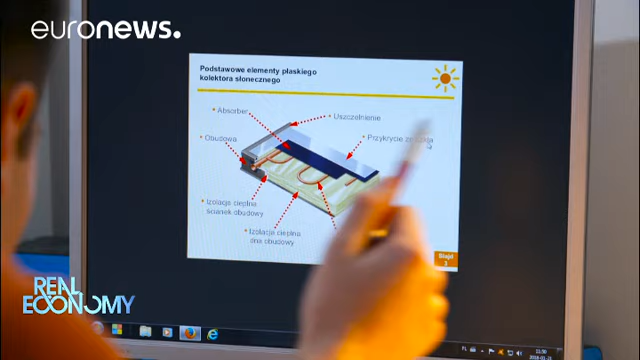 euronews.
Podstawowe elementy płaskiego
kolektora słonecznego
Absorber
Uszczelnienie
Obudowa
Przykrycie
Izolacja cieplna
ścianek obudowy
Izolacja cieplna
dna obudowy
Slajd
3
REAL
ECONOMY
PL